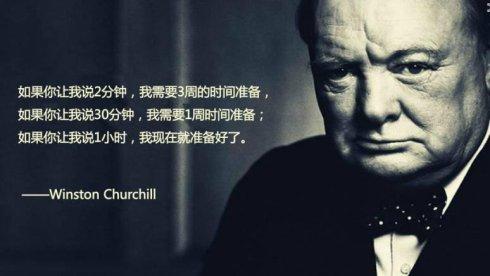 如果你让我说2分钟，我需要3周的时间准备，
如果你让我说30分钟，我需要1周时间准备；
如果你让我说1小时，我现在就准备好了。
——Winston Churchill